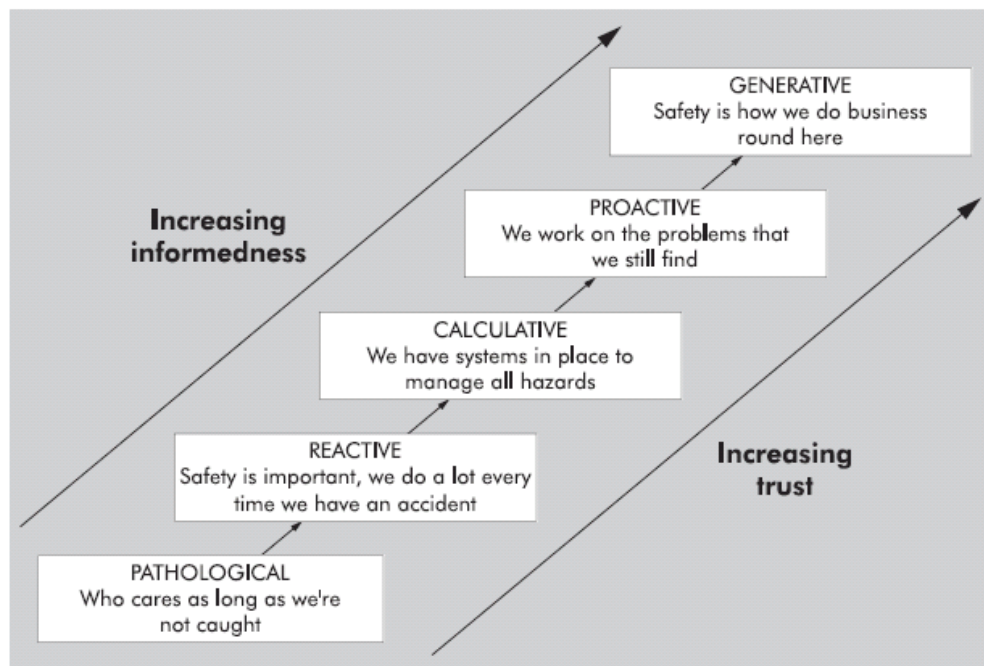 GENERATIVE
Safety is how we do business
round here
PROACTIVE
We work on the problems that
we still find
Increasing
informedness
CALCULATIVE
We have systems in place to
manage all hazards
REACTIVE
Safety is important, we do a lot every
time we have an accident
Increasing
trust
PATHOLOGICAL
Who cares as long as we're
not caught